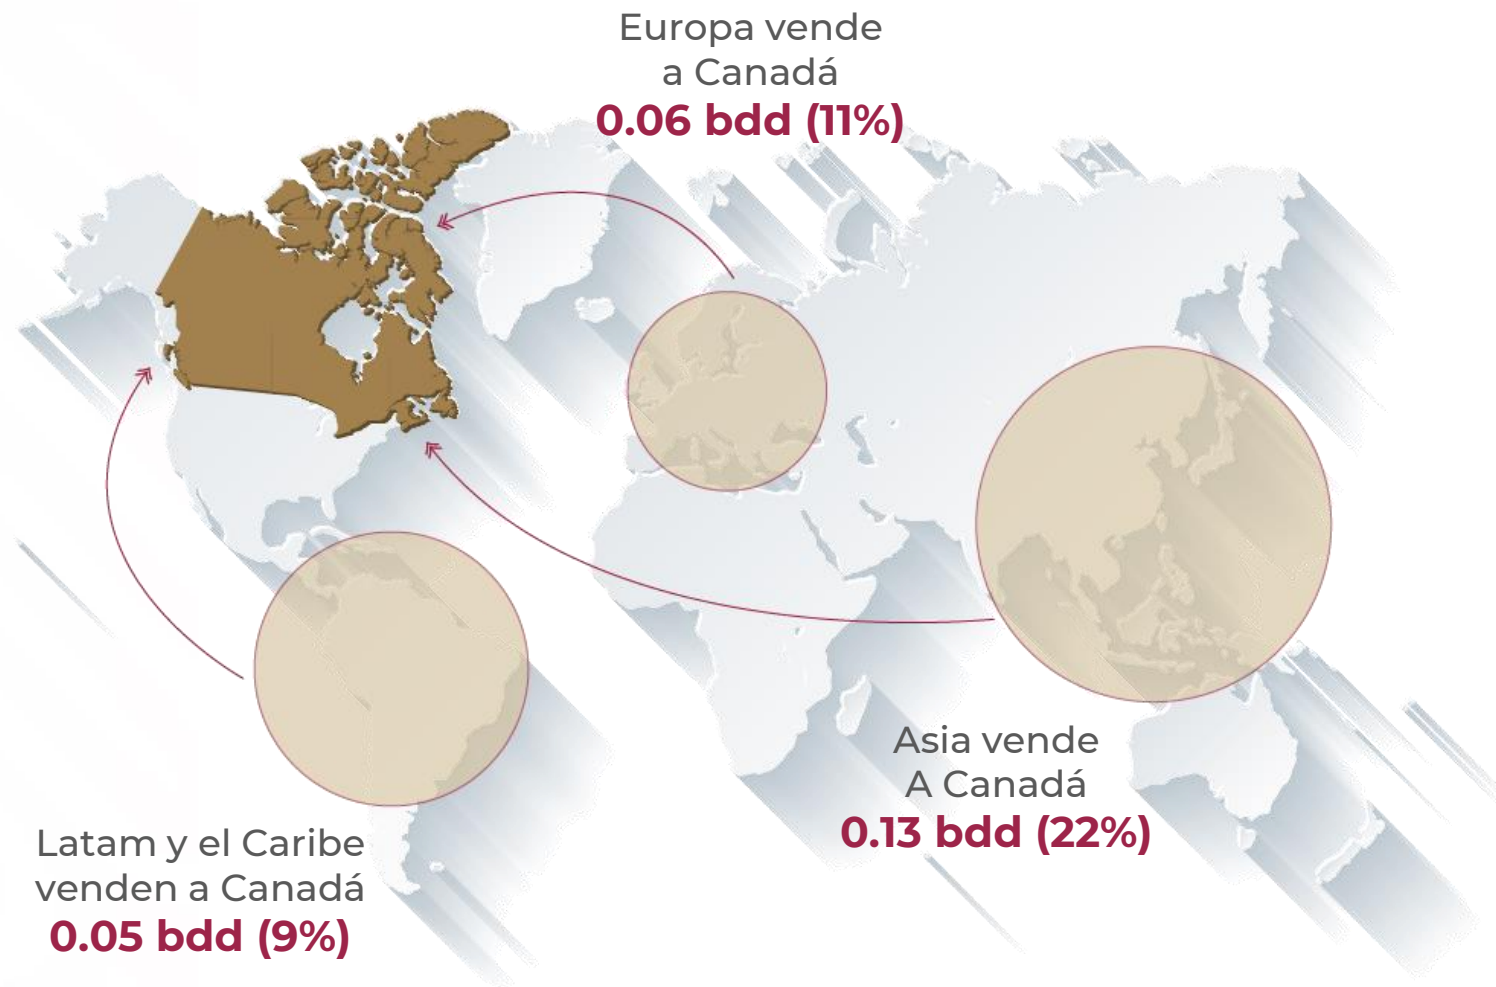 Europa vende
a Canadá
0.06 bdd (11%)
Asia vende
A Canadá
0.13 bdd (22%)
Latam y el Caribe
venden a Canadá
0.05 bdd (9%)